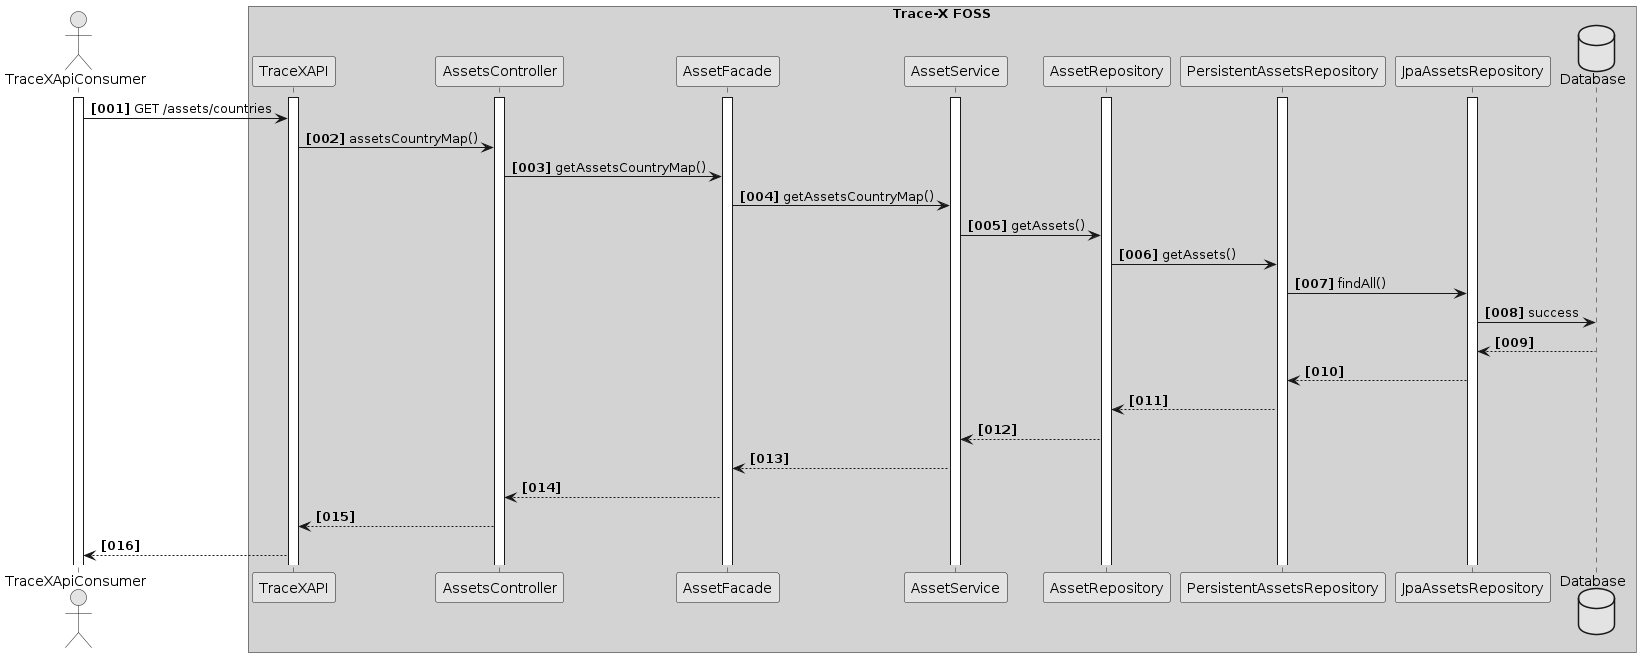 Trace-X FOSS
TraceXApiConsumer
TraceXAPI
AssetsController
AssetFacade
AssetService
AssetRepository
PersistentAssetsRepository
JpaAssetsRepository
Database
[001] GET /assets/countries
[002] assetsCountryMap()
[003] getAssetsCountryMap()
[004] getAssetsCountryMap()
[005] getAssets()
[006] getAssets()
[007] findAll()
[008] success
[009]
[010]
[011]
[012]
[013]
[014]
[015]
[016]
TraceXApiConsumer
TraceXAPI
AssetsController
AssetFacade
AssetService
AssetRepository
PersistentAssetsRepository
JpaAssetsRepository
Database